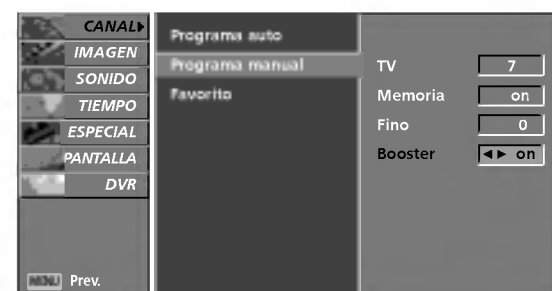 CANAL▶
IMAGEN
SONIDO
TIEMPO
ESPECIAL
PANTALLA
DVR
MENU Prev.
Programa auto
Programa manual
Favorito
TV 7
Memoria on
Fino 0
Booster ◀▶ on